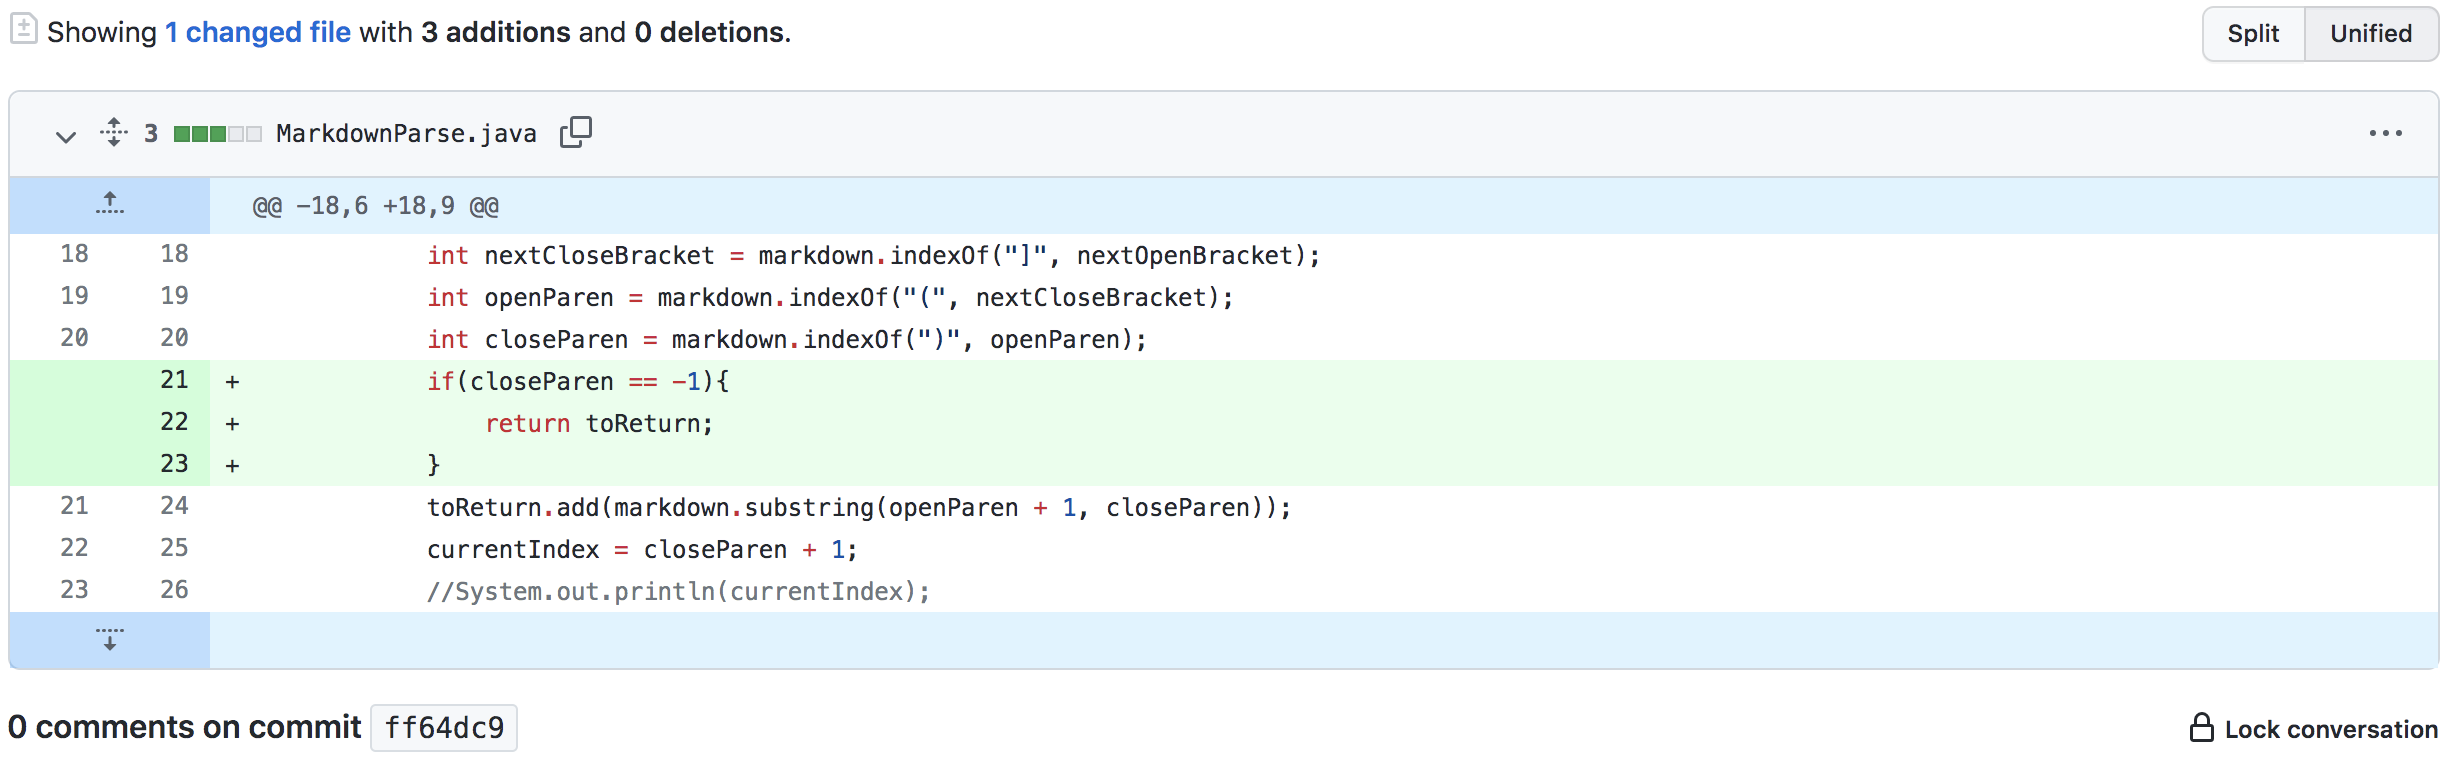 Showing 1 changed file with 3 additions and 0 deletions.
Split Unified
3 MarkdownParse.java
@@ -18,6 +18,9 @@
18 18 int nextCloseBracket = markdown.indexOf("]", nextOpenBracket);
19 19 int openParen = markdown.indexOf("(", nextCloseBracket);
20 20 int closeParen = markdown.indexOf(")", openParen);
21 + if(closeParen == -1){
22 + return toReturn;
23 + }
21 24 toReturn.add(markdown.substring(openParen + 1, closeParen));
22 25 currentIndex = closeParen + 1;
23 26 //System.out.println(currentIndex);
0 comments on commit ff64dc9
Lock conversation